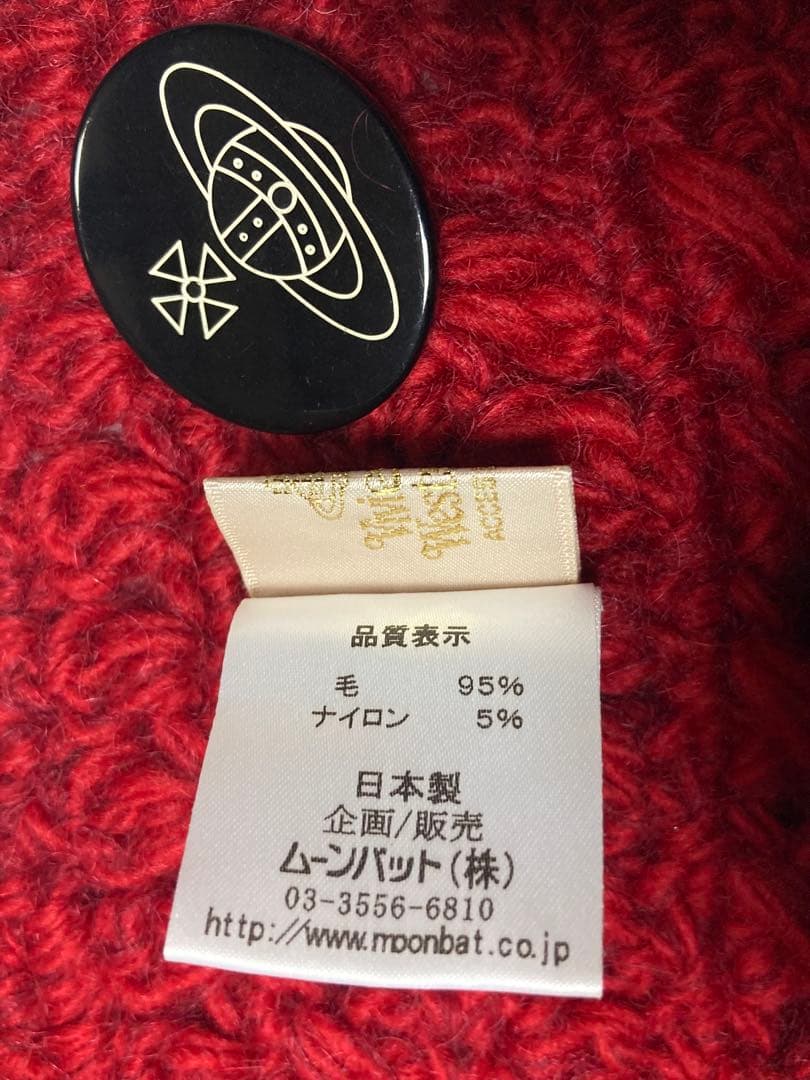 ACCES
品質表示
毛 95%
ナイロン 5%
日本製
企画/販売
ムーンバット(株)
03-3556-6810
http://www.moonbat.co.jp